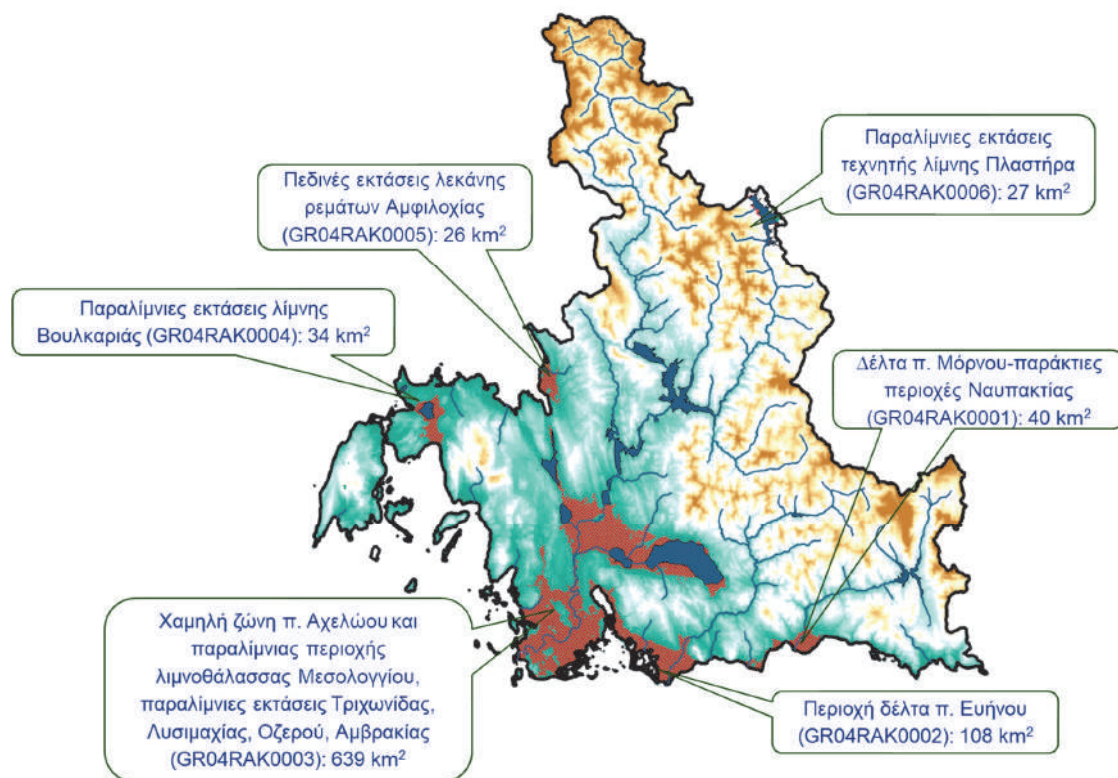 Παραλίμνιες εκτάσεις
τεχνητής λίμνης Πλαστήρα
(GR04RAK0006): 27 km²
Πεδινές εκτάσεις λεκάνης
ρεμάτων Αμφιλοχίας
(GR04RAK0005): 26 km²
Παραλίμνιες εκτάσεις λίμνης
Βουλκαριάς (GR04RAK0004): 34 km²
Δέλτα π. Μόρνου-παράκτιες
περιοχές Ναυπακτίας
(GR04RAK0001): 40 km²
Χαμηλή ζώνη π. Αχελώου και
παραλίμνιας περιοχής
λιμνοθάλασσας Μεσολογγίου,
παραλίμνιες εκτάσεις Τριχωνίδας,
Λυσιμαχίας, Οζερού, Αμβρακίας
(GR04RAK0003): 639 km²
Περιοχή δέλτα π. Ευήνου
(GR04RAK0002): 108 km²